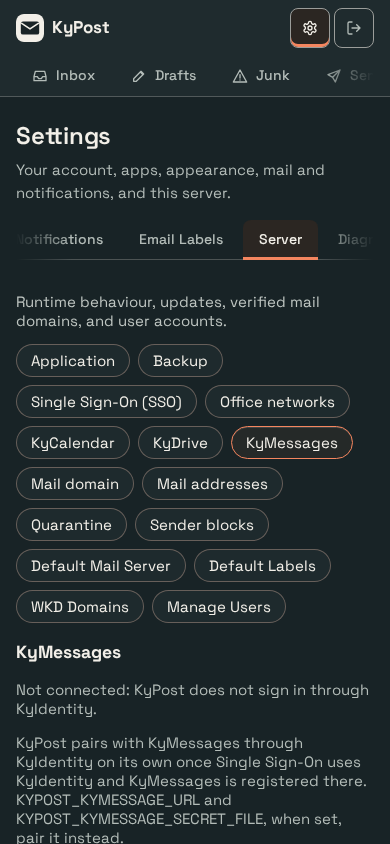 KyPost
Inbox
Drafts
Junk
Settings
Your account, apps, appearance, mail and
notifications, and this server.
Notifications
Email Labels
Server
Runtime behaviour, updates, verified mail
domains, and user accounts.
Application
Backup
Single Sign-On (SSO)
Office networks
KyCalendar
KyDrive
KyMessages
Mail domain
Mail addresses
Quarantine
Sender blocks
Default Mail Server
Default Labels
WKD Domains
Manage Users
KyMessages
Not connected: KyPost does not sign in through
KyIdentity.
KyPost pairs with KyMessages through
KyIdentity on its own once Single Sign-On uses
KyIdentity and KyMessages is registered there.
KYPOST_KYMESSAGE_URL and
KYPOST_KYMESSAGE_SECRET_FILE, when set,
pair it instead.